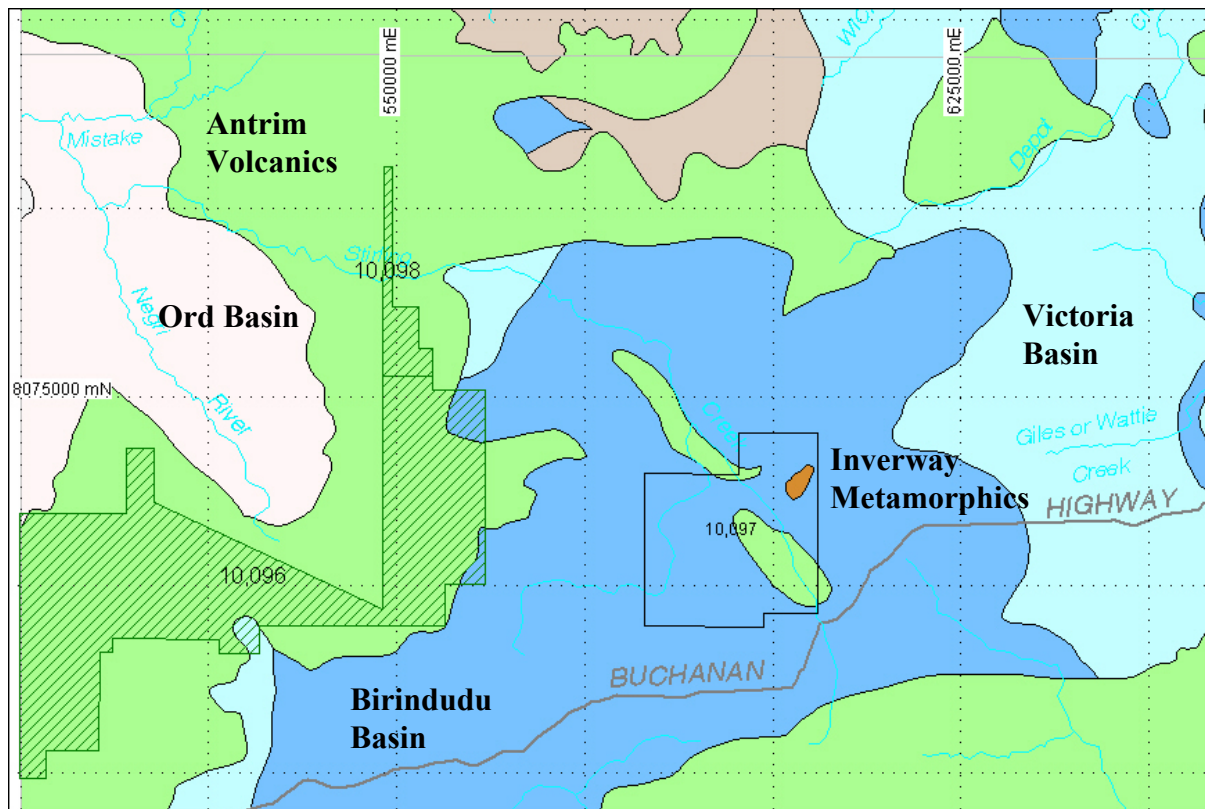 550000 mE
625000 mE
Antrim
Volcanics
Mistake
Depot
Stirling
10,098
Ord Basin
Negri
River
Victoria
Basin
8075000 mN
Creek
Giles or Wattie
Creek
Inverway
Metamorphics
HIGHWAY
10,097
10,096
BUCHANAN
Birindudu
Basin